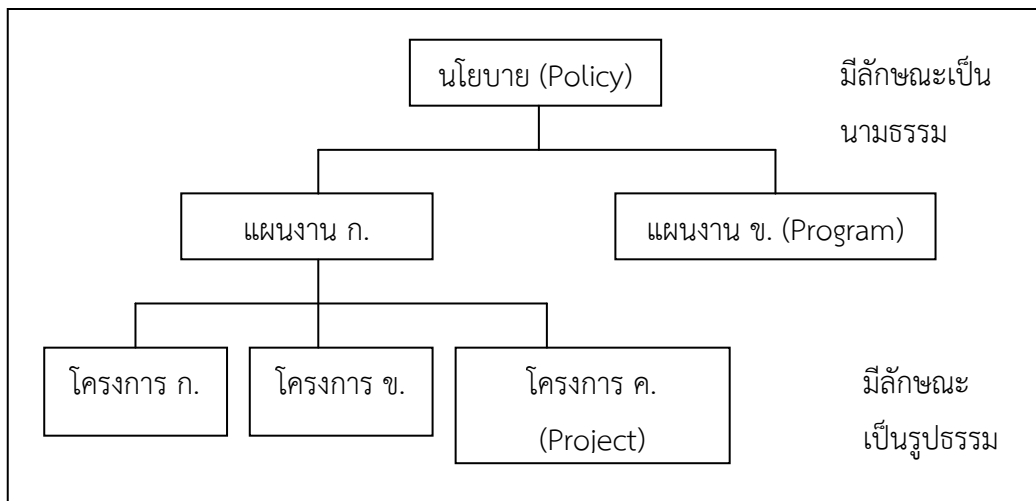 นโยบาย (Policy)
มีลักษณะเป็น
นามธรรม
แผนงาน ก.
แผนงาน ข. (Program)
โครงการ ก.
โครงการ ข.
โครงการ ค.
(Project)
มีลักษณะ
เป็นรูปธรรม